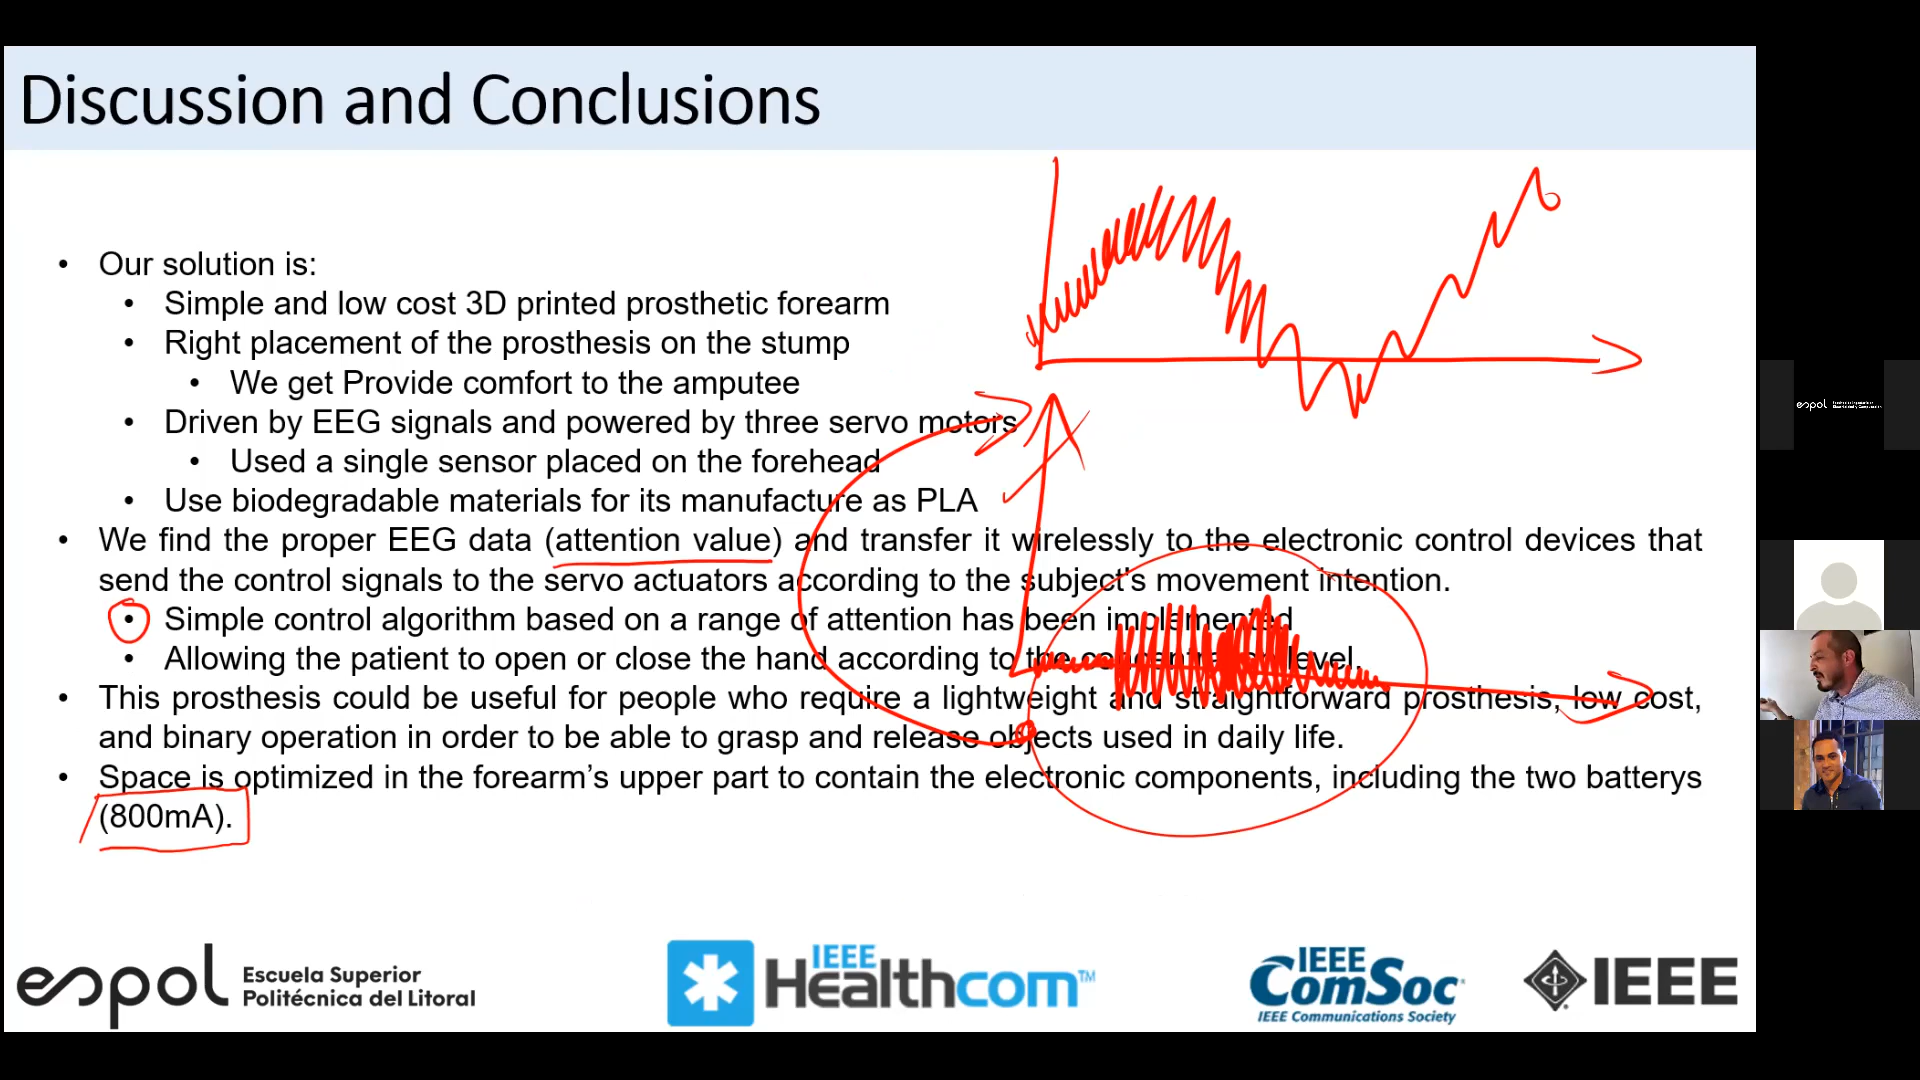 Discussion and Conclusions
• Our solution is:
• Simple and low cost 3D printed prosthetic forearm
• Right placement of the prosthesis on the stump
• We get Provide comfort to the amputee
• Driven by EEG signals and powered by three servo motors
• Used a single sensor placed on the forehead
• Use biodegradable materials for its manufacture as PLA
• We find the proper EEG data (attention value) and transfer it wirelessly to the electronic control devices that
send the control signals to the servo actuators according to the subject's movement intention.
• Simple control algorithm based on a range of attention has been implemented
• Allowing the patient to open or close the hand according to the concentration level.
• This prosthesis could be useful for people who require a lightweight and straightforward prosthesis, low cost,
and binary operation in order to be able to grasp and release objects used in daily life.
• Space is optimized in the forearm’s upper part to contain the electronic components, including the two batterys
(800mA).
espol Escuela Superior
Politécnica del Litoral
IEEE
Healthcom™
IEEE
ComSoc
IEEE Communications Society
IEEE
espol